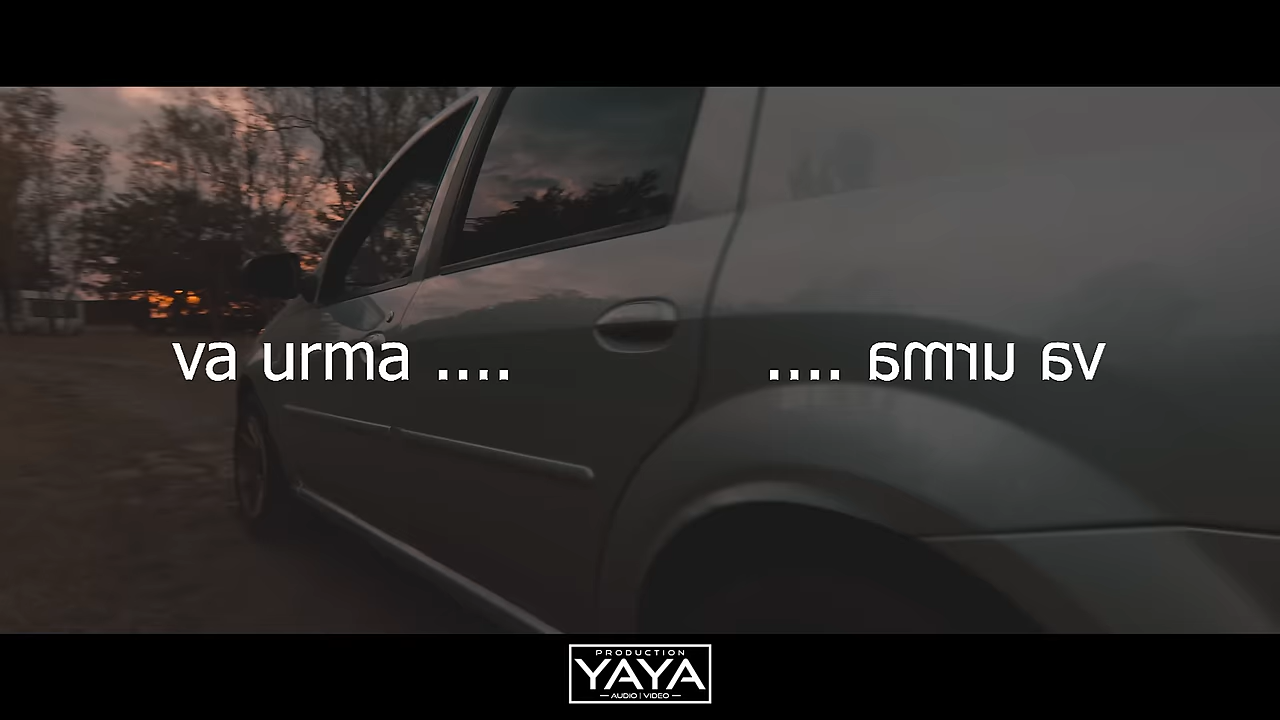 va urma .... va urma ....
PRODUCTION
YAYA
AUDIO | VIDEO